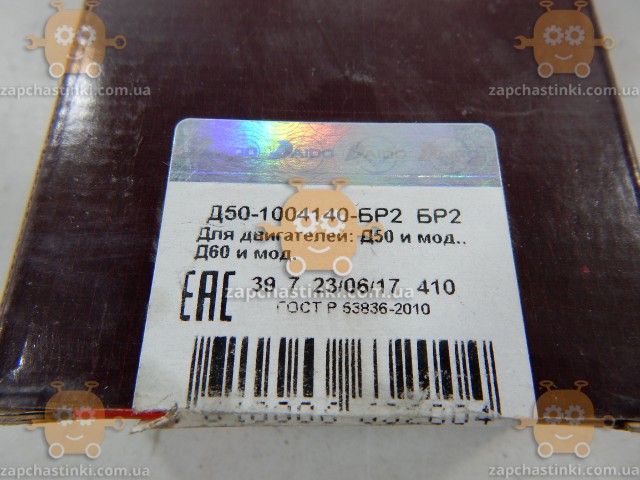 zapchastinki.com.ua zapchastinki.com.ua
Д50-1004140-БР2 БР2
Для двигателей: Д50 и мод..
Д60 и мод.
ЕАС 39 7 23/06/17 410
zapchastinki.com.ua
ГОСТ Р 53836-2010
zapchastinki.com.ua zapchastinki.com.ua